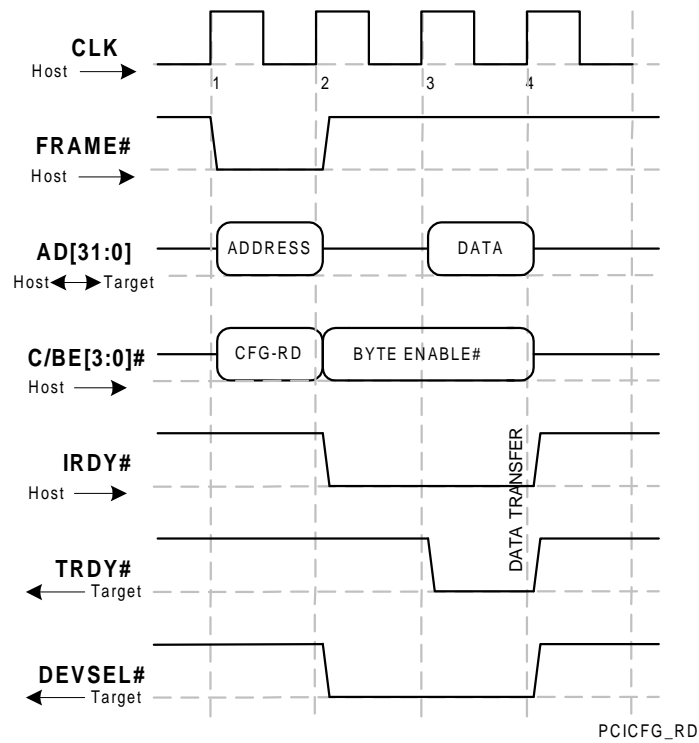 CLK
Host
1 2 3 4
FRAME#
Host
AD[31:0]
Host Target
ADDRESS DATA
C/BE[3:0]#
Host
CFG-RD BYTE ENABLE#
IRDY#
Host
DATA TRANSFER
TRDY#
Target
DEVSEL#
Target
PCICFG_RD